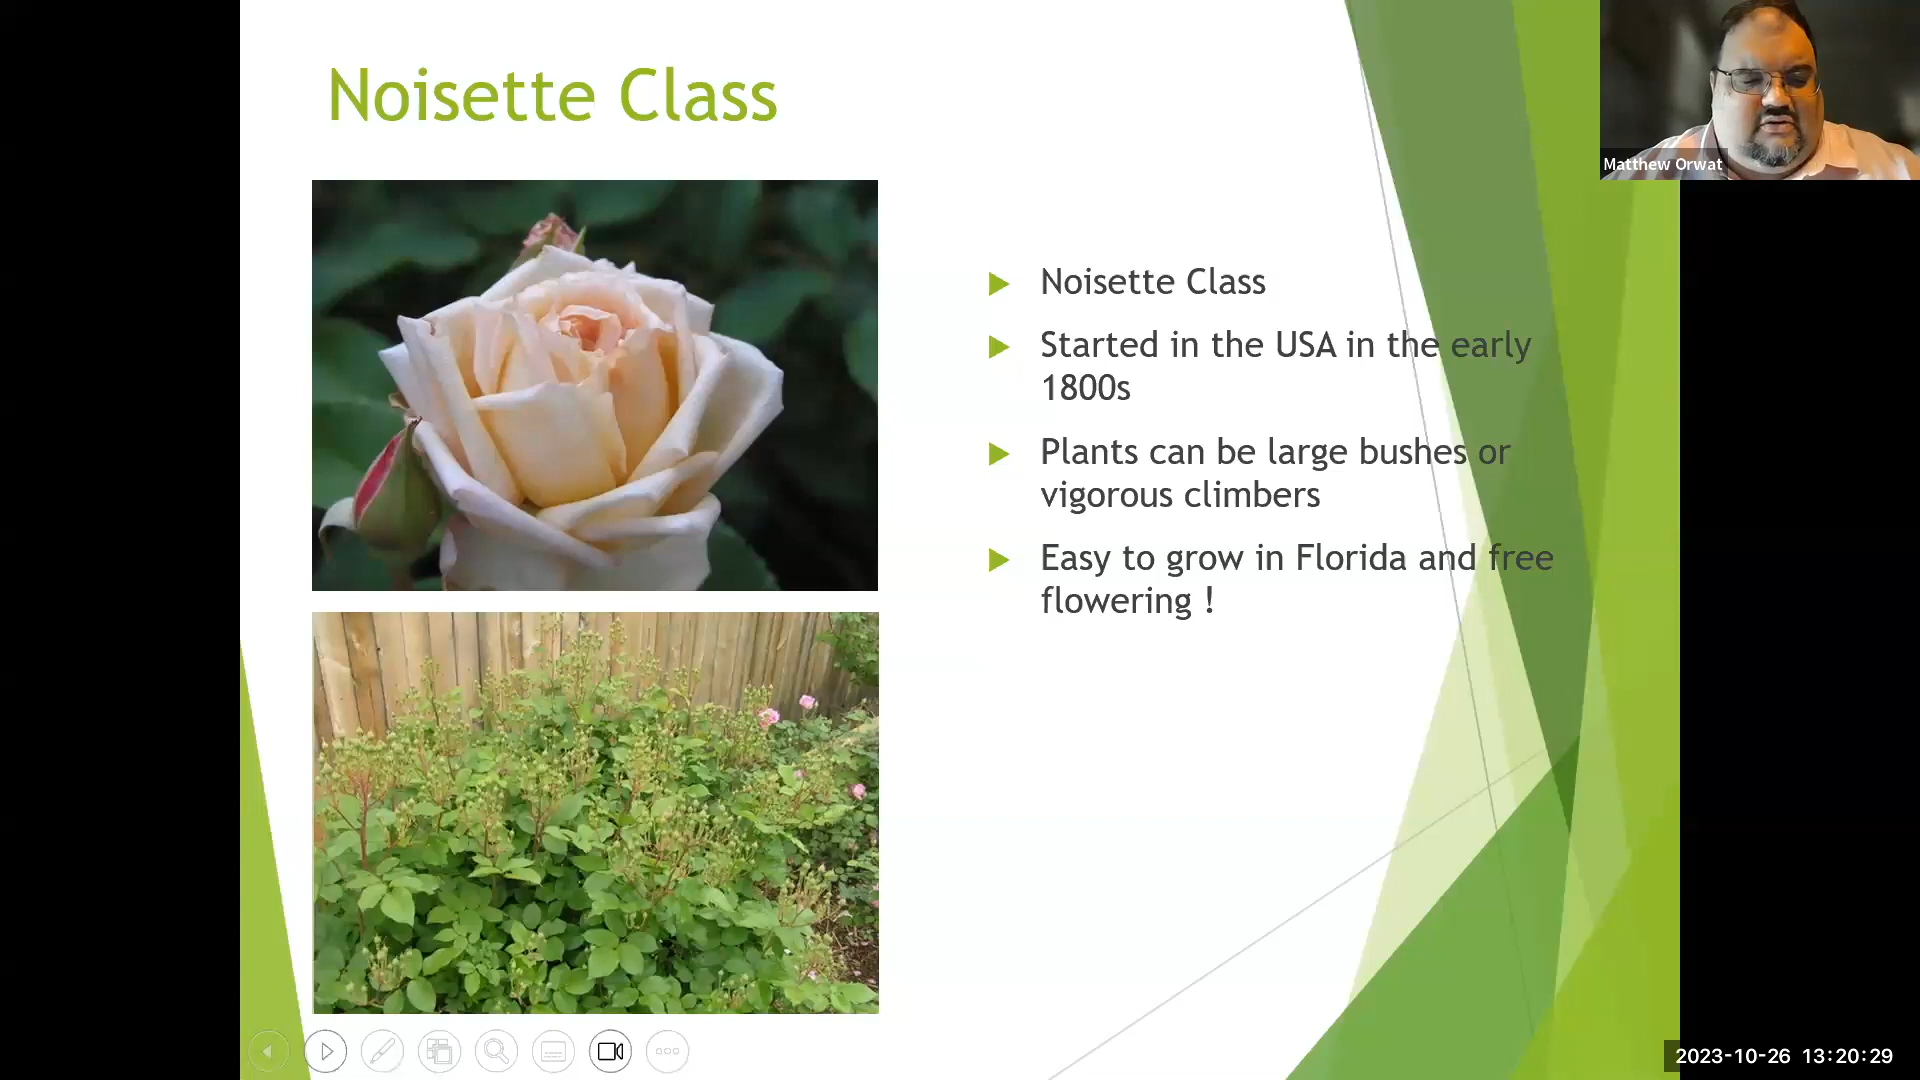 Noisette Class
Matthew Orwat
Noisette Class
Started in the USA in the early
1800s
Plants can be large bushes or
vigorous climbers
Easy to grow in Florida and free
flowering !
2023-10-26 13:20:29